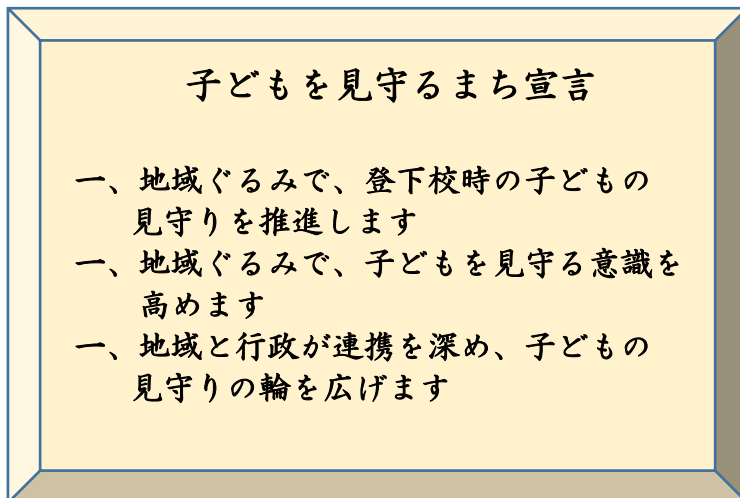 子どもを見守るまち宣言
一、地域ぐるみで、登下校時の子どもの
見守りを推進します
一、地域ぐるみで、子どもを見守る意識を
高めます
一、地域と行政が連携を深め、子どもの
見守りの輪を広げます